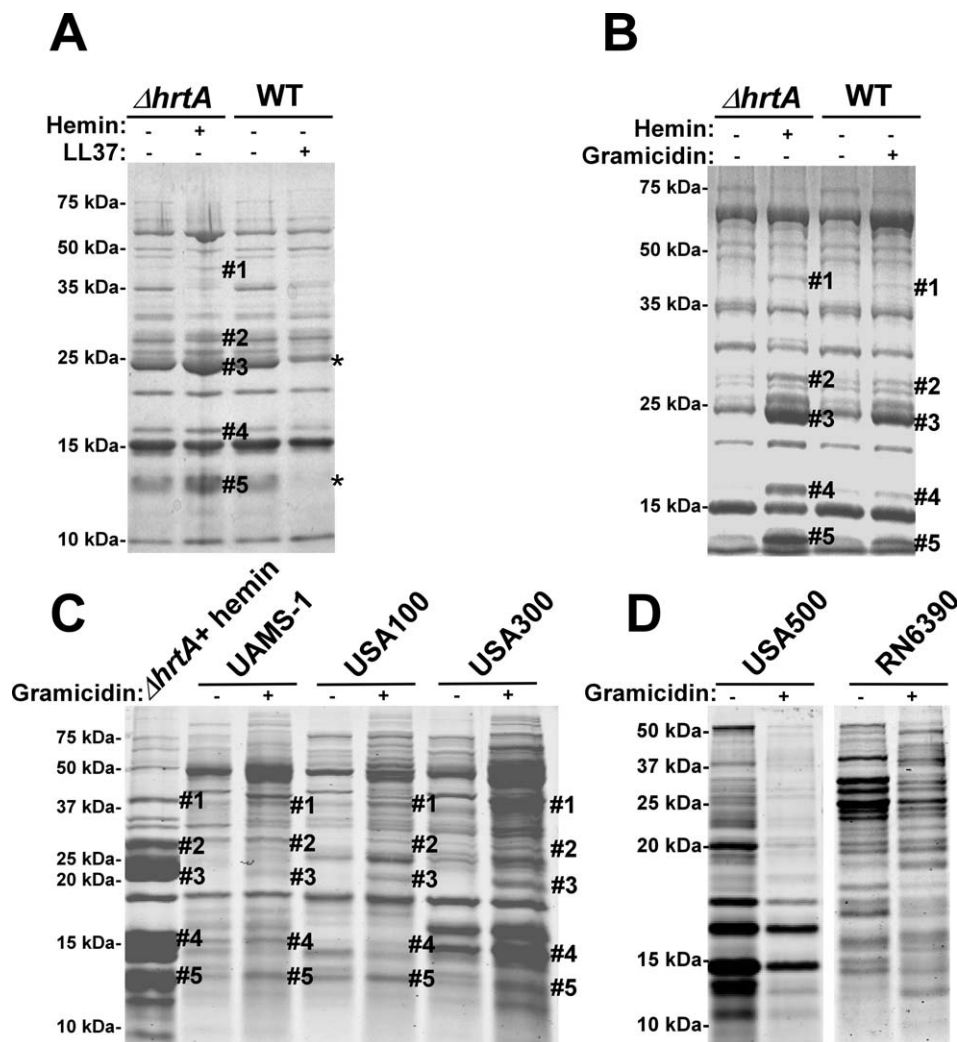 A
ΔhrtA WT
Hemin: - + - -
LL37: - - - +
75 kDa-
50 kDa-
#1
35 kDa-
#2
25 kDa-
#3
*
#4
15 kDa-
#5
*
10 kDa-
B
ΔhrtA WT
Hemin: - + - -
Gramicidin: - - - +
75 kDa-
50 kDa-
#1 #1
35 kDa-
#2 #2
25 kDa-
#3 #3
#4 #4
15 kDa-
#5 #5
C
ΔhrtA+ hemin UAMS-1 USA100 USA300
Gramicidin: - + - + - +
75 kDa-
50 kDa-
37 kDa-
#1 #1 #1 #1
#2 #2 #2 #2
25 kDa-
20 kDa-
#3 #3 #3 #3
15 kDa-
#4 #4 #4 #4
#5 #5 #5 #5
10 kDa-
D
USA500 RN6390
Gramicidin: - + - +
50 kDa-
37 kDa-
25 kDa-
20 kDa-
15 kDa-
10 kDa-